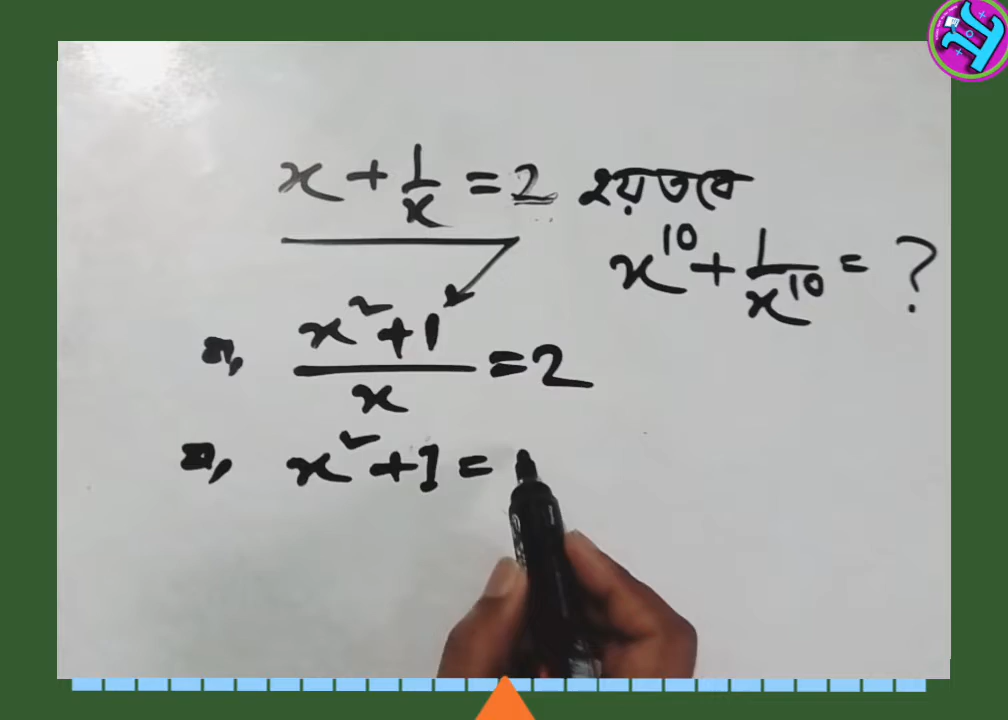 x + 1/x = 2 হয় তবে
x¹⁰ + 1/x¹⁰ = ?
বা, (x² + 1)/x = 2
বা, x² + 1 =